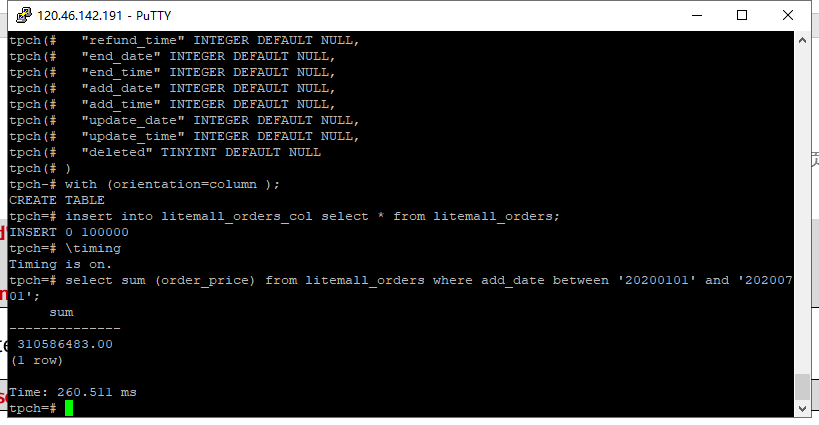 120.46.142.191 - PuTTY
tpch(#   "refund_time" INTEGER DEFAULT NULL,
tpch(#   "end_date" INTEGER DEFAULT NULL,
tpch(#   "end_time" INTEGER DEFAULT NULL,
tpch(#   "add_date" INTEGER DEFAULT NULL,
tpch(#   "add_time" INTEGER DEFAULT NULL,
tpch(#   "update_date" INTEGER DEFAULT NULL,
tpch(#   "update_time" INTEGER DEFAULT NULL,
tpch(#   "deleted" TINYINT DEFAULT NULL
tpch(# )
tpch-# with (orientation=column );
CREATE TABLE
tpch=# insert into litemall_orders_col select * from litemall_orders;
INSERT 0 100000
tpch=# \timing
Timing is on.
tpch=# select sum (order_price) from litemall_orders where add_date between '20200101' and '202007
01';
     sum
--------------
 310586483.00
(1 row)
Time: 260.511 ms
tpch=#